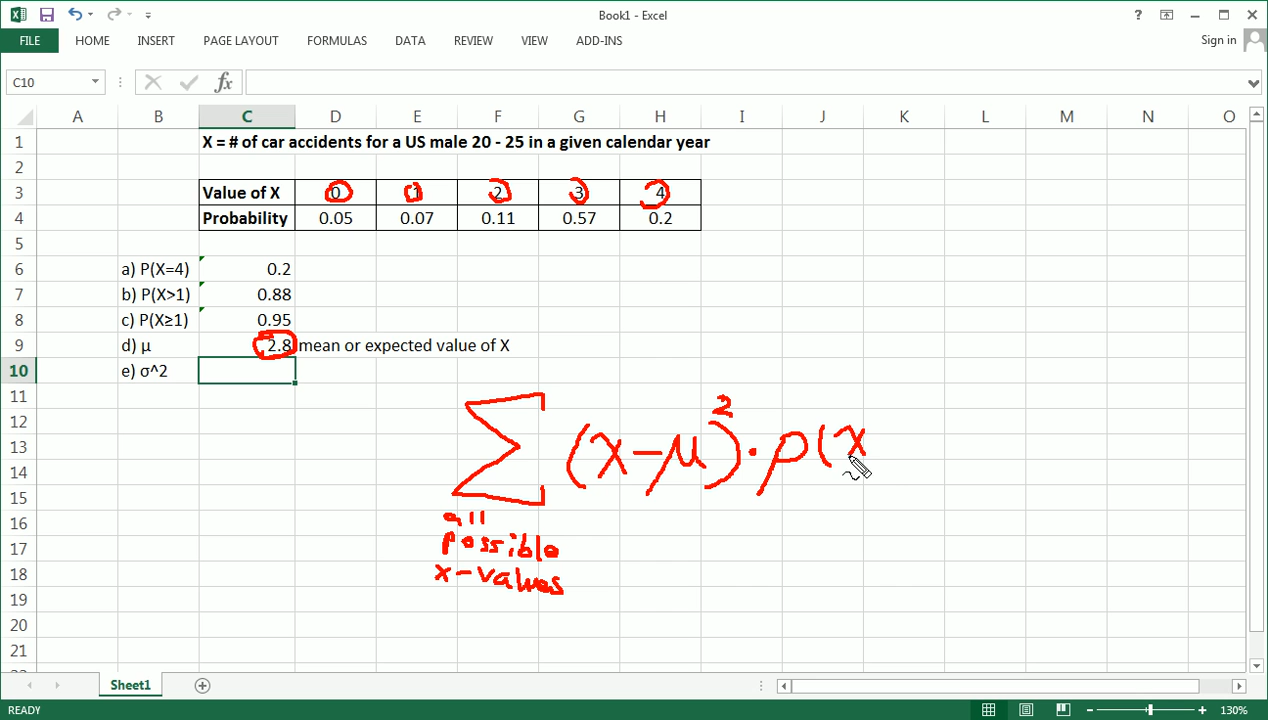 Book1 - Excel
FILE HOME INSERT PAGE LAYOUT FORMULAS DATA REVIEW VIEW ADD-INS Sign in
C10 fx
A B C D E F G H I J K L M N O
1 X = # of car accidents for a US male 20 - 25 in a given calendar year
2
3 Value of X 0 1 2 3 4
4 Probability 0.05 0.07 0.11 0.57 0.2
5
6 a) P(X=4) 0.2
7 b) P(X>1) 0.88
8 c) P(X≥1) 0.95
9 d) μ 2.8 mean or expected value of X
10 e) σ^2
11
12
13
14
15
16
17
18
19
20
21
∑ (x-μ)² · p(x
all
possible
x-values
Sheet1
READY 130%